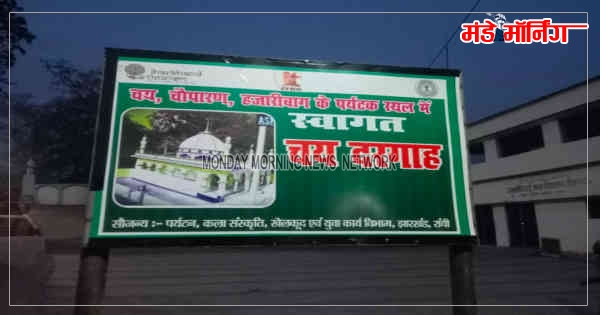 मंडे मॉर्निंग
चय, चौपारण, हजारीबाग के पर्यटक स्थल में
स्वागत
चय दरगाह
MONDAY MORNING NEWS NETWORK
सौजन्य :- पर्यटन, कला संस्कृति, खेलकूद एवं युवा कार्य विभाग, झारखंड, रांची